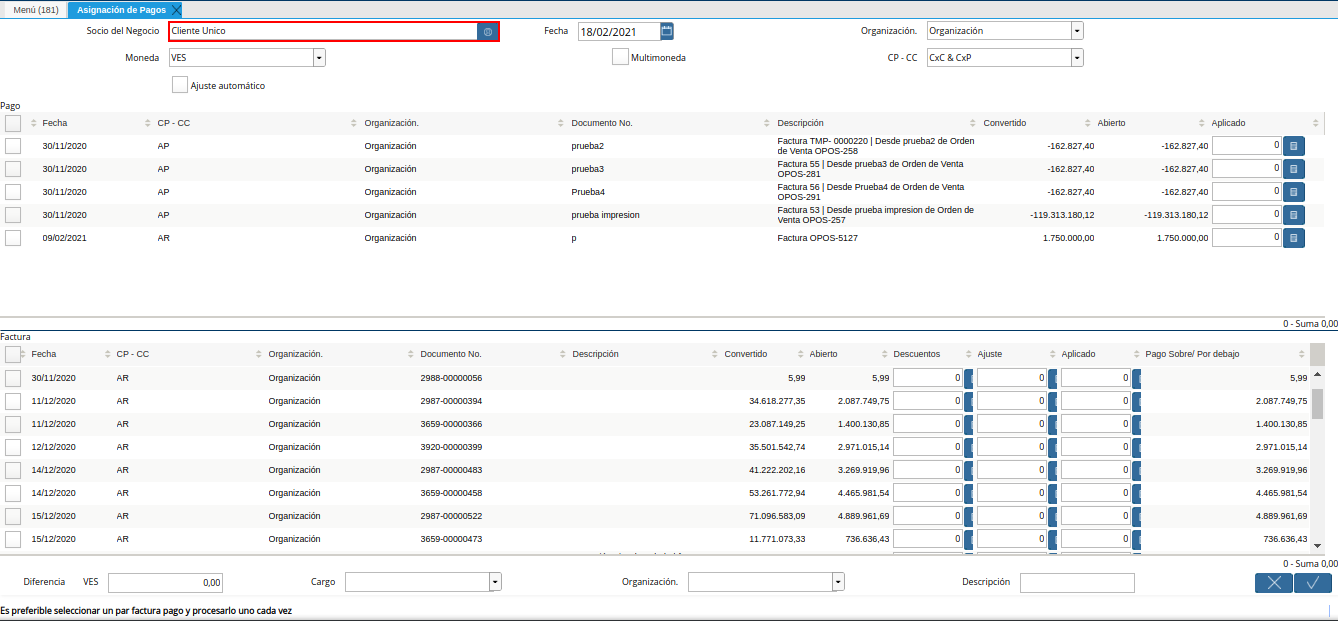 Menú (181) Asignación de Pagos
Socio del Negocio Cliente Unico Fecha 18/02/2021 Organización. Organización
Moneda VES Multimoneda CP - CC CxC & CxP
Ajuste automático
Pago
Fecha CP - CC Organización. Documento No. Descripción Convertido Abierto Aplicado
30/11/2020 AP Organización prueba2 Factura TMP- 0000220 | Desde prueba2 de Orden de Venta OPOS-258 -162.827,40 -162.827,40 0
30/11/2020 AP Organización prueba3 Factura 55 | Desde prueba3 de Orden de Venta OPOS-281 -162.827,40 -162.827,40 0
30/11/2020 AP Organización Prueba4 Factura 56 | Desde Prueba4 de Orden de Venta OPOS-291 -162.827,40 -162.827,40 0
30/11/2020 AP Organización prueba impresion Factura 53 | Desde prueba impresion de Orden de Venta OPOS-257 -119.313.180,12 -119.313.180,12 0
09/02/2021 AR Organización p Factura OPOS-5127 1.750.000,00 1.750.000,00 0
0 - Suma 0,00
Factura
Fecha CP - CC Organización. Documento No. Descripción Convertido Abierto Descuentos Ajuste Aplicado Pago Sobre/ Por debajo
30/11/2020 AR Organización 2988-00000056 5,99 5,99 0 0 0 5,99
11/12/2020 AR Organización 2987-00000394 34.618.277,35 2.087.749,75 0 0 0 2.087.749,75
11/12/2020 AR Organización 3659-00000366 23.087.149,25 1.400.130,85 0 0 0 1.400.130,85
12/12/2020 AR Organización 3920-00000399 35.501.542,74 2.971.015,14 0 0 0 2.971.015,14
14/12/2020 AR Organización 2987-00000483 41.222.202,16 3.269.919,96 0 0 0 3.269.919,96
14/12/2020 AR Organización 3659-00000458 53.261.772,94 4.465.981,54 0 0 0 4.465.981,54
15/12/2020 AR Organización 2987-00000522 71.096.583,09 4.889.961,69 0 0 0 4.889.961,69
15/12/2020 AR Organización 3659-00000473 11.771.073,33 736.636,43 0 0 0 736.636,43
0 - Suma 0,00
Diferencia VES 0,00 Cargo Organización. Descripción
Es preferible seleccionar un par factura pago y procesarlo uno cada vez